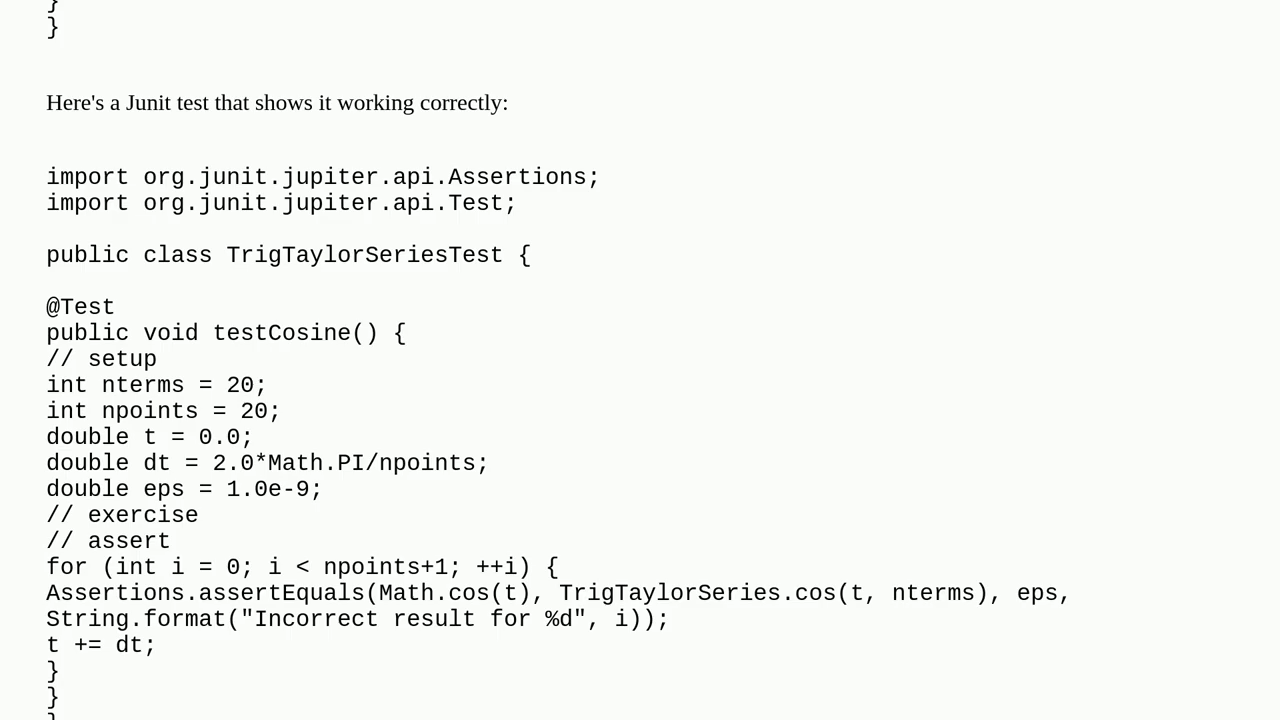 }
}
Here's a Junit test that shows it working correctly:
import org.junit.jupiter.api.Assertions;
import org.junit.jupiter.api.Test;
public class TrigTaylorSeriesTest {
@Test
public void testCosine() {
// setup
int nterms = 20;
int npoints = 20;
double t = 0.0;
double dt = 2.0*Math.PI/npoints;
double eps = 1.0e-9;
// exercise
// assert
for (int i = 0; i < npoints+1; ++i) {
Assertions.assertEquals(Math.cos(t), TrigTaylorSeries.cos(t, nterms), eps,
String.format("Incorrect result for %d", i));
t += dt;
}
}
}